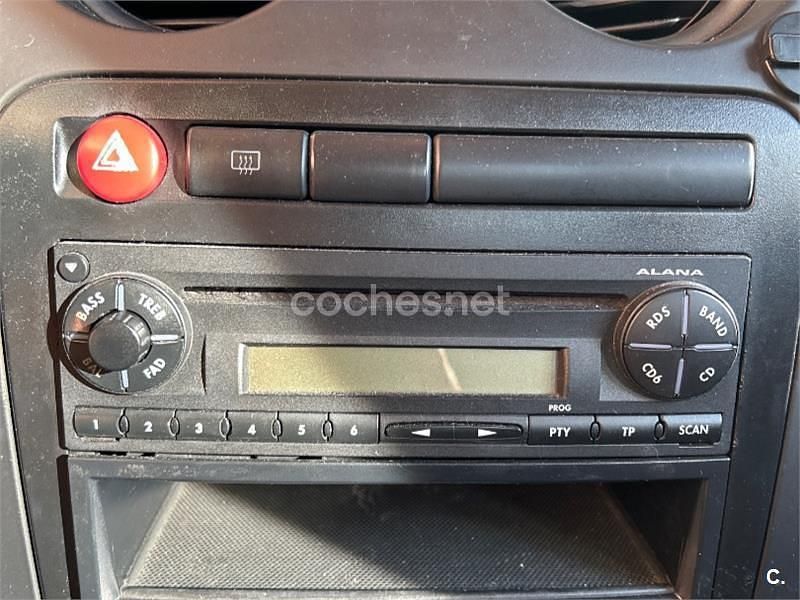 ALANA
BASS TREB
BAL FAD
coches.net
RDS BAND
CD6 CD
PROG
1 2 3 4 5 6 PTY TP SCAN
C.